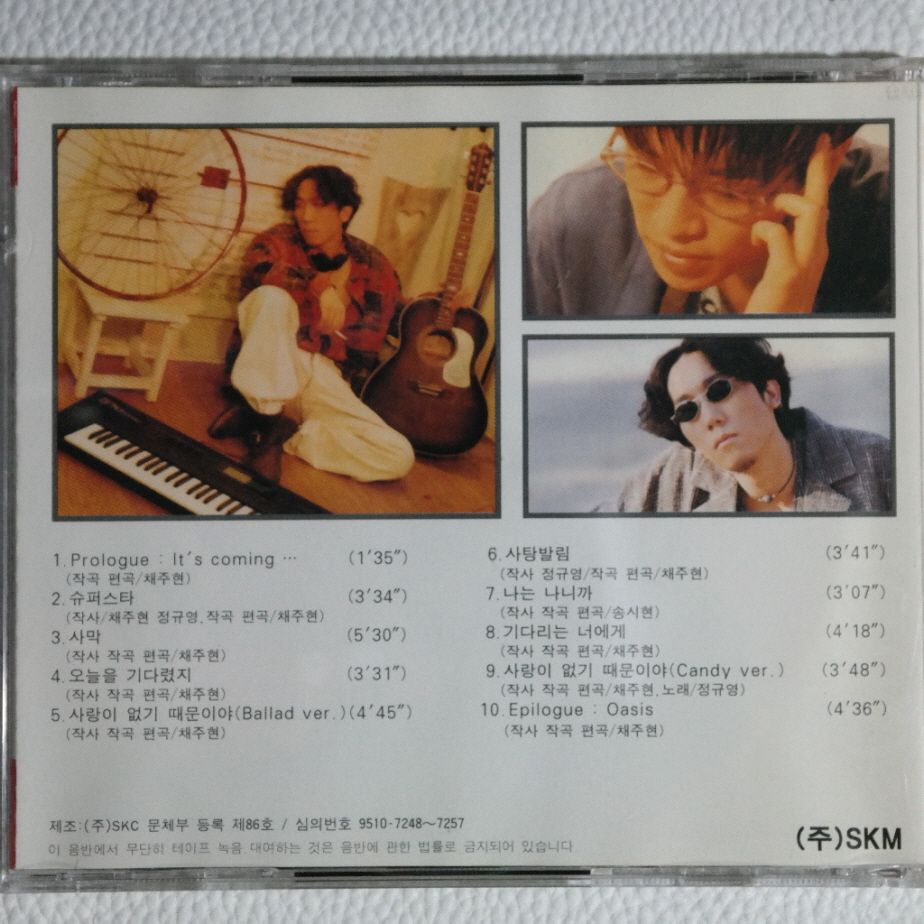 1.Prologue : It's coming ··· (1'35")
(작곡 편곡/채주현)
2.슈퍼스타 (3'34")
(작사/채주현 정규영,작곡 편곡/채주현)
3.사막 (5'30")
(작사 작곡 편곡/채주현)
4.오늘을 기다렸지 (3'31")
(작사 작곡 편곡/채주현)
5.사랑이 없기 때문이야(Ballad ver.)(4'45")
(작사 작곡 편곡/채주현)
6.사탕발림 (3'41")
(작사 정규영/작곡 편곡/채주현)
7.나는 나니까 (3'07")
(작사 작곡 편곡/송시현)
8.기다리는 너에게 (4'18")
(작사 작곡 편곡/채주현)
9.사랑이 없기 때문이야(Candy ver.) (3'48")
(작사 작곡 편곡/채주현,노래/정규영)
10.Epilogue : Oasis (4'36")
(작사 작곡 편곡/채주현)
제조:(주)SKC 문체부 등록 제86호 / 심의번호 9510-7248~7257
이 음반에서 무단히 테이프 녹음,대여하는 것은 음반에 관한 법률로 금지되어 있습니다
(주)SKM